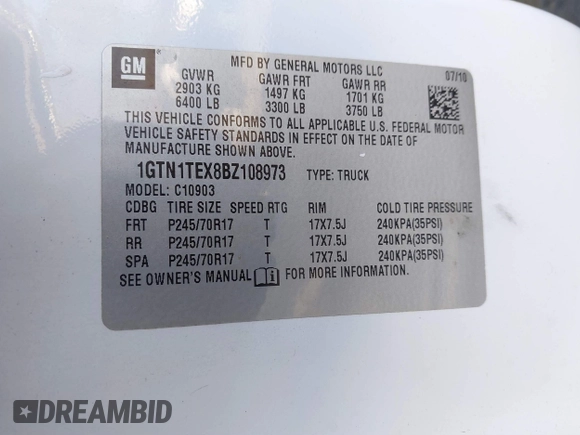 GM
MFD BY GENERAL MOTORS LLC 07/10
GVWR GAWR FRT GAWR RR
2903 KG 1497 KG 1701 KG
6400 LB 3300 LB 3750 LB
THIS VEHICLE CONFORMS TO ALL APPLICABLE U.S. FEDERAL MOTOR
VEHICLE SAFETY STANDARDS IN EFFECT ON THE DATE OF
MANUFACTURE SHOWN ABOVE.
1GTN1TEX8BZ108973 TYPE: TRUCK
MODEL: C10903
CDBG TIRE SIZE SPEED RTG RIM COLD TIRE PRESSURE
FRT P245/70R17 T 17X7.5J 240KPA(35PSI)
RR P245/70R17 T 17X7.5J 240KPA(35PSI)
SPA P245/70R17 T 17X7.5J 240KPA(35PSI)
SEE OWNER'S MANUAL FOR MORE INFORMATION.
DREAMBID